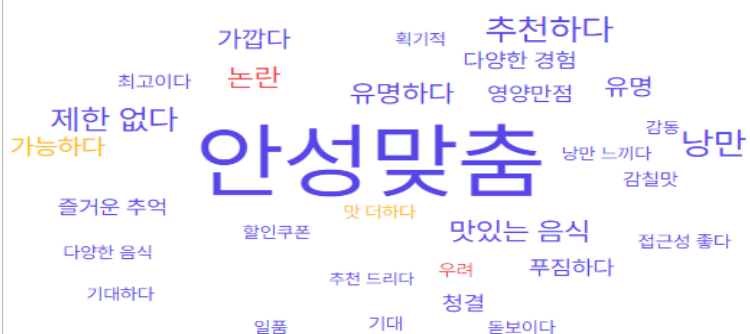 추천하다
가깝다
획기적
다양한 경험
최고이다
논란
유명하다
영양만점
유명
제한 없다
가능하다
안성맞춤
감동
낭만
낭만 느끼다
감칠맛
즐거운 추억
맛 더하다
할인쿠폰
맛있는 음식
접근성 좋다
다양한 음식
추천 드리다
우려
푸짐하다
기대하다
청결
일품
기대
돋보이다